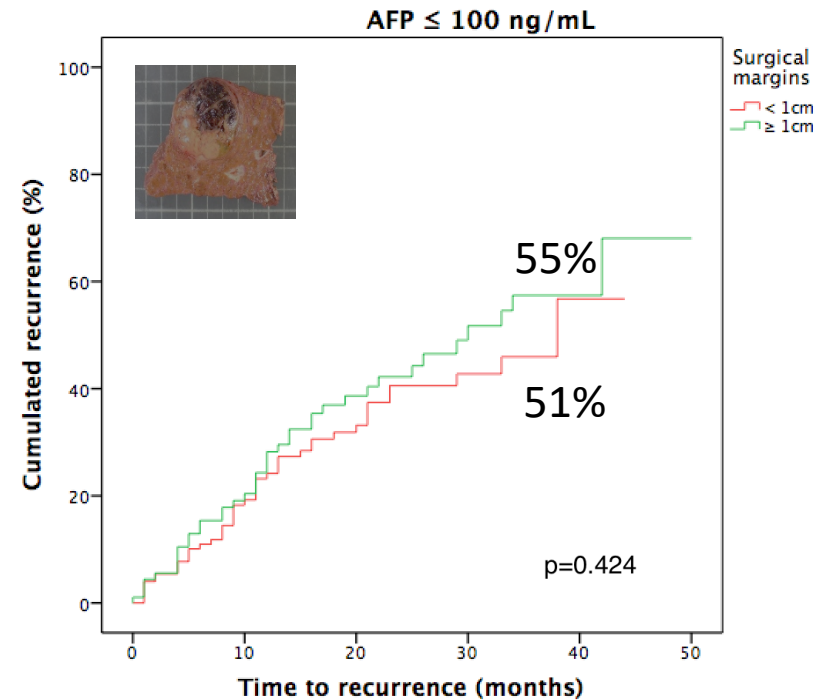 AFP ≤ 100 ng/mL
Surgical
margins
< 1cm
≥ 1cm
100
80
60
40
20
0
Cumulated recurrence (%)
55%
51%
p=0.424
0 10 20 30 40 50
Time to recurrence (months)